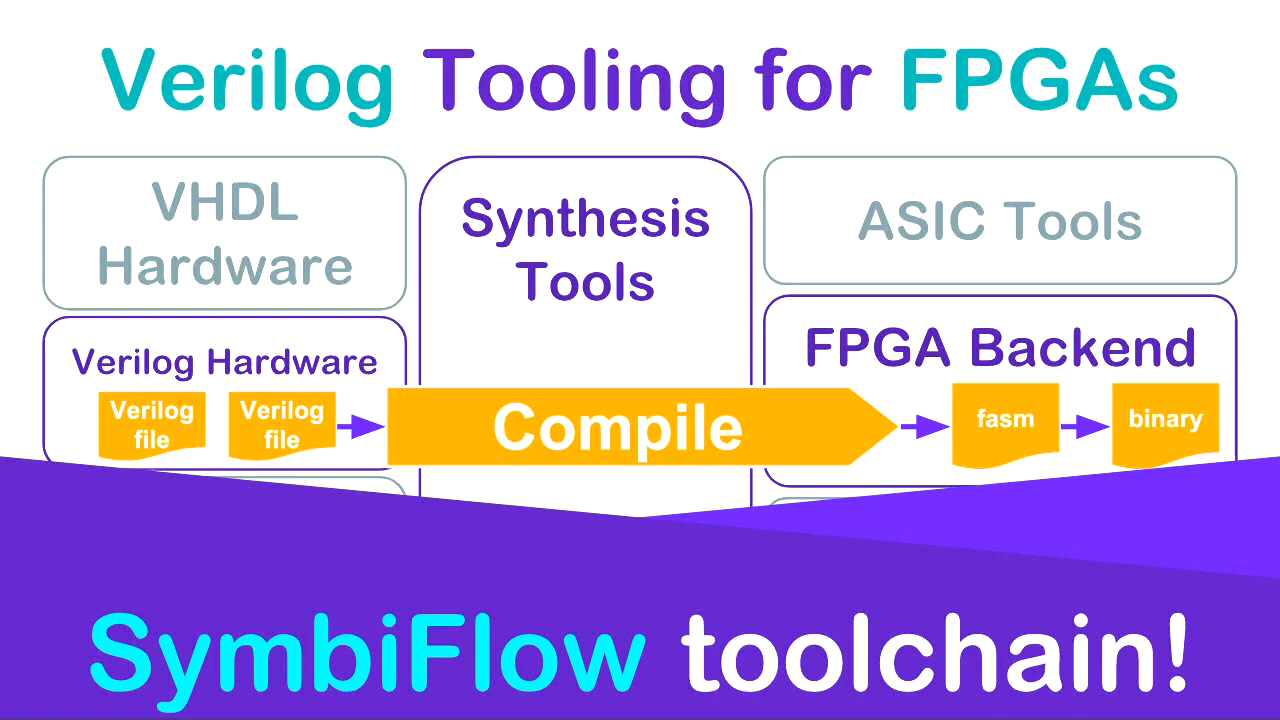 Verilog Tooling for FPGAs
VHDL
Hardware
Synthesis
Tools
ASIC Tools
Verilog Hardware
Verilog
file
Verilog
file
Compile
FPGA Backend
fasm
binary
SymbiFlow toolchain!